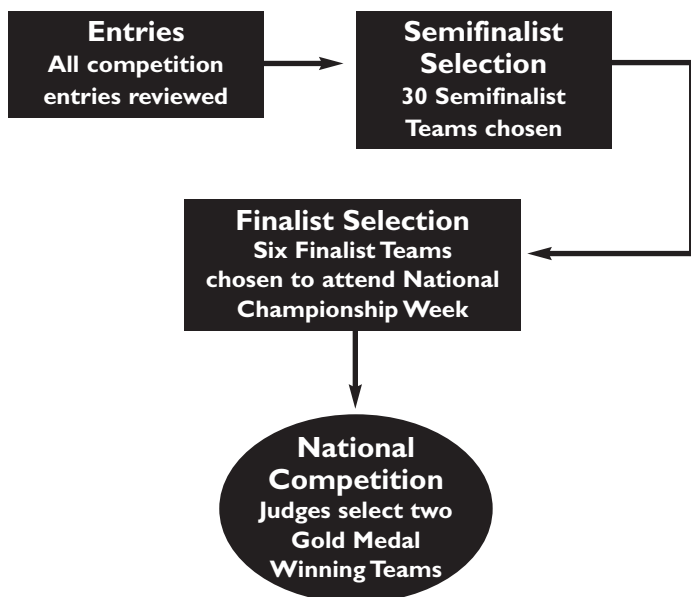 Entries
All competition
entries reviewed
Semifinalist
Selection
30 Semifinalist
Teams chosen
Finalist Selection
Six Finalist Teams
chosen to attend National
Championship Week
National
Competition
Judges select two
Gold Medal
Winning Teams